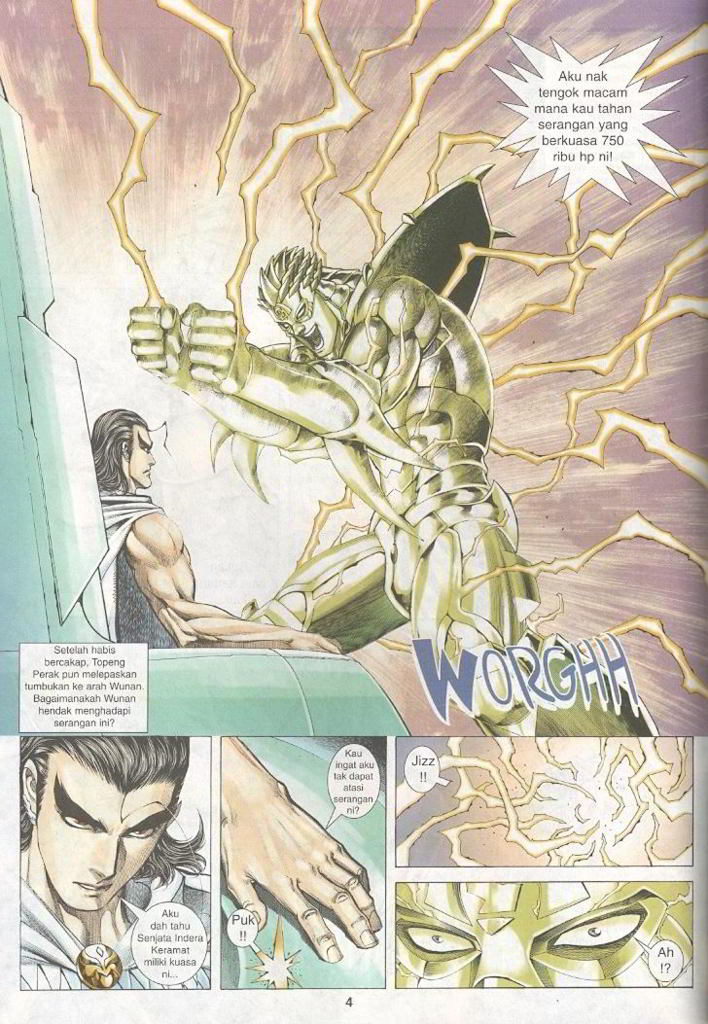 Aku nak
tengok macam
mana kau tahan
serangan yang
berkuasa 750
ribu hp ni!
Setelah habis
bercakap, Topeng
Perak pun melepaskan
tumbukan ke arah Wunan.
Bagaimanakah Wunan
hendak menghadapi
serangan ini?
WORGHH
Aku
dah tahu
Senjata Indera
Keramat
miliki kuasa
ni...
Kau
ingat aku
tak dapat
atasi
serangan
ni?
Puk
!!
Jizz
!!
Ah
!?
4